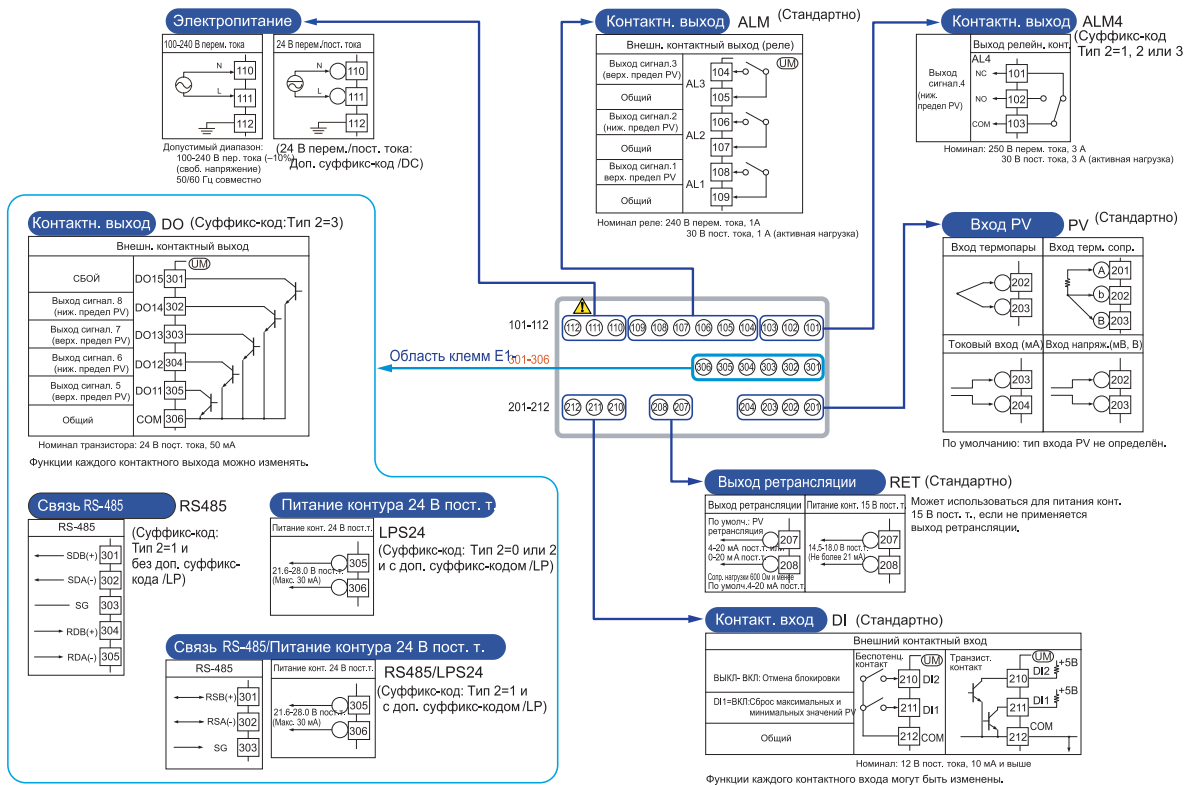 Электропитание
100-240 В перем. тока
24 В перем./пост. тока
N
110
L
111
112
N
110
L
111
112
Допустимый диапазон:
100-240 В пер. тока (–10%)
(своб. напряжение)
50/60 Гц совместно
(24 В перем./пост. тока:
Доп. суффикс-код /DC)
Контактн. выход ALM (Стандартно)
Внешн. контактный выход (реле)
Выход сигнал.3
(верх. предел PV)
Общий
Выход сигнал.2
(ниж. предел PV)
Общий
Выход сигнал.1
верх. предел PV
Общий
AL3
AL2
AL1
104
105
106
107
108
109
UM
Номинал реле: 240 В перем. тока, 1А
30 В пост. тока, 1 А (активная нагрузка)
Контактн. выход ALM4
(Суффикс-код
Тип 2=1, 2 или 3
Выход релейн. конт.
Выход
сигнал.4
(ниж.
предел PV)
AL4
NC 101
NO 102
COM 103
Номинал: 250 В перем. тока, 3 А
30 В пост. тока, 3 А (активная нагрузка)
Контактн. выход DO (Суффикс-код:Тип 2=3)
Внешн. контактный выход
UM
СБОЙ DO15 301
Выход сигнал. 8
(ниж. предел PV)
DO14 302
Выход сигнал. 7
(верх. предел PV)
DO13 303
Выход сигнал. 6
(ниж. предел PV)
DO12 304
Выход сигнал. 5
(верх. предел PV)
DO11 305
Общий COM 306
Номинал транзистора: 24 В пост. тока, 50 мА
Функции каждого контактного выхода можно изменять.
101-112
112 111 110 109 108 107 106 105 104 103 102 101
Область клемм E1-
301-306
306 305 304 303 302 301
201-212
212 211 210 208 207 204 203 202 201
Вход PV PV (Стандартно)
Вход термопары
Вход терм. сопр.
202
203
A 201
b 202
B 203
Токовый вход (мА)
Вход напряж.(мВ, В)
203
204
202
203
По умолчанию: тип входа PV не определён.
Связь RS-485 RS485
RS-485
SDB(+) 301
SDA(-) 302
SG 303
RDB(+) 304
RDA(-) 305
(Суффикс-код:
Тип 2=1 и
без доп. суффикс-
кода /LP)
Питание контура 24 В пост. т.
Питание конт. 24 В пост.т.
305
21.6-28.0 В пост.т.
(Макс. 30 мА)
306
LPS24
(Суффикс-код: Тип 2=0 или 2
и с доп. суффикс-кодом /LP)
Связь RS-485/Питание контура 24 В пост. т.
RS-485
RSB(+) 301
RSA(-) 302
SG 303
Питание конт. 24 В пост.т.
305
21.6-28.0 В пост.т.
(Макс. 30 мА)
306
RS485/LPS24
(Суффикс-код: Тип 2=1 и
с доп. суффикс-кодом /LP)
Выход ретрансляции RET (Стандартно)
Выход ретрансляции
Питание конт. 15 В пост. т.
По умолч.: PV
ретрансляция
207
4-20 мА пост.т. или
0-20 мА пост.т.
208
Сопр. нагрузки 600 Ом и менее
По умолч.4-20 мА пост.т.
207
14.5-18.0 В пост.т.
(Не более 21 мА)
208
Может использоваться для питания конт.
15 В пост. т., если не применяется
выход ретрансляции.
Контакт. вход DI (Стандартно)
Внешний контактный вход
Беспотенц.
контакт
UM
Транзист.
контакт
UM
ВЫКЛ- ВКЛ: Отмена блокировки
210 DI2
210 DI2 +5В
DI1=ВКЛ:Сброс максимальных и
минимальных значений PV
211 DI1
211 DI1 +5В
Общий
212 COM
212 COM
Номинал: 12 В пост. тока, 10 мА и выше
Функции каждого контактного входа могут быть изменены.